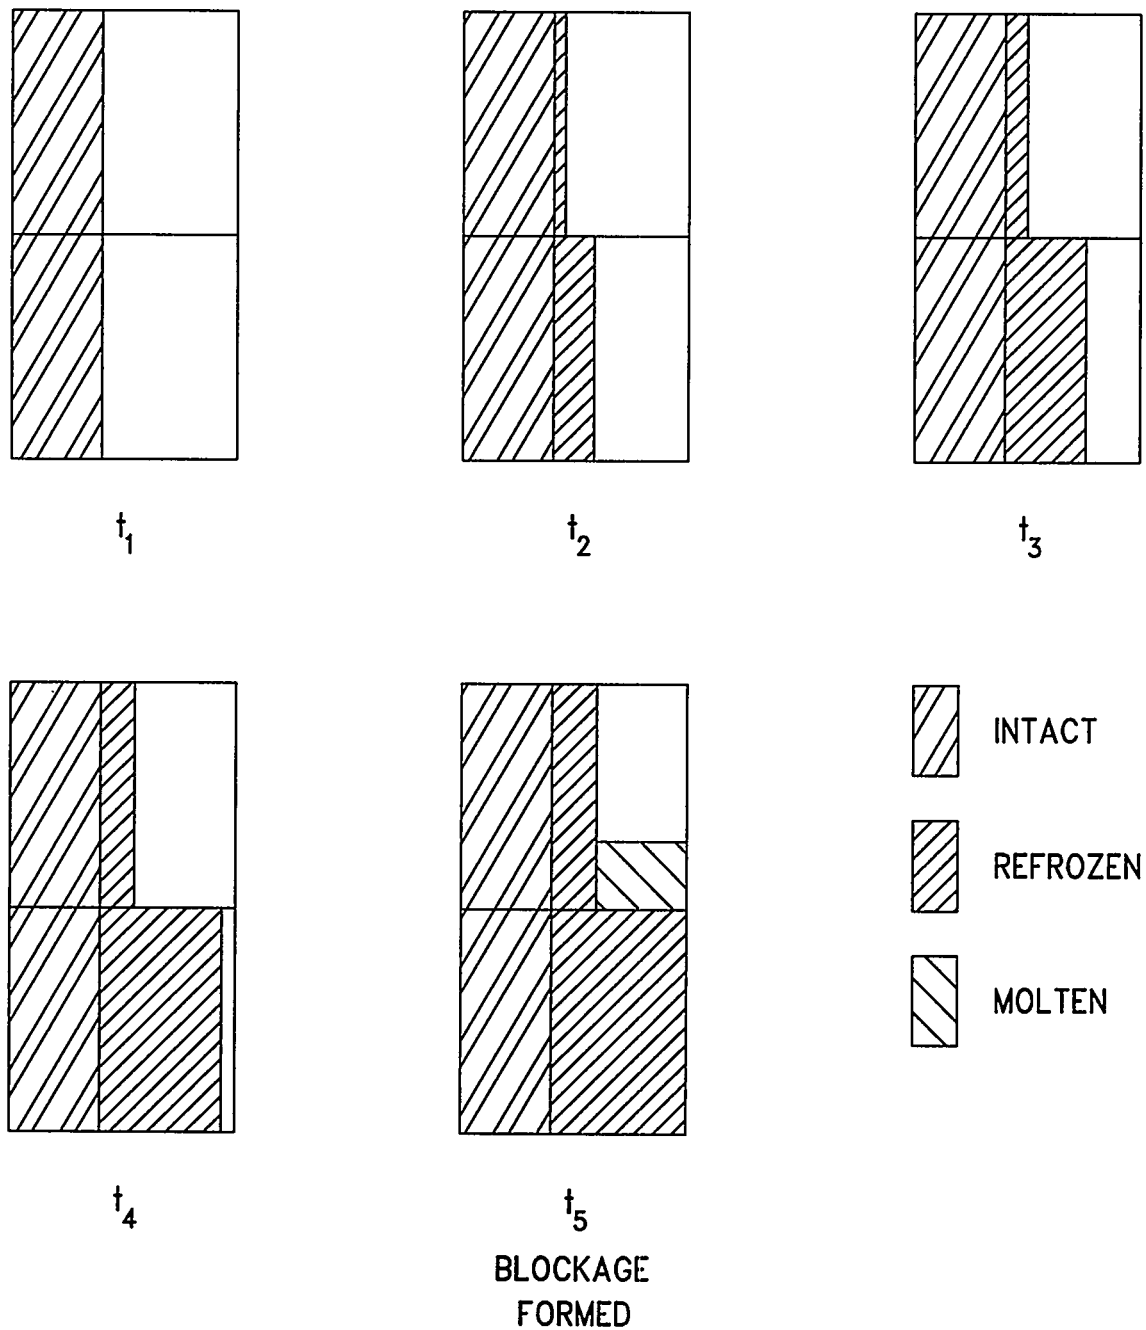 t₁
t₂
t₃
INTACT
REFROZEN
MOLTEN
t₄
t₅
BLOCKAGE
FORMED